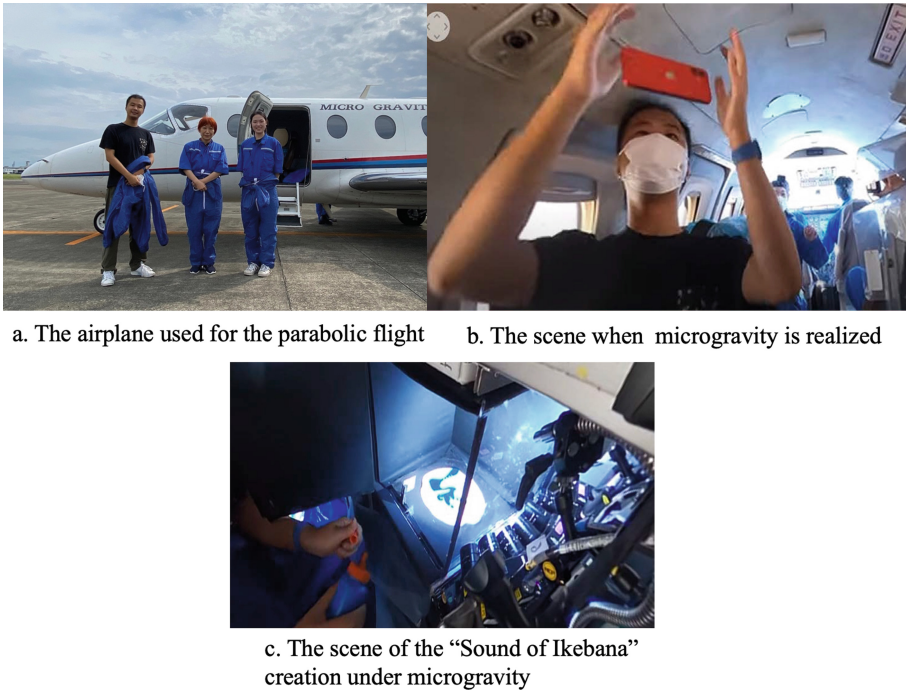 MICRO GRAVIT
EXIT
a. The airplane used for the parabolic flight
b. The scene when microgravity is realized
c. The scene of the “Sound of Ikebana”
creation under microgravity